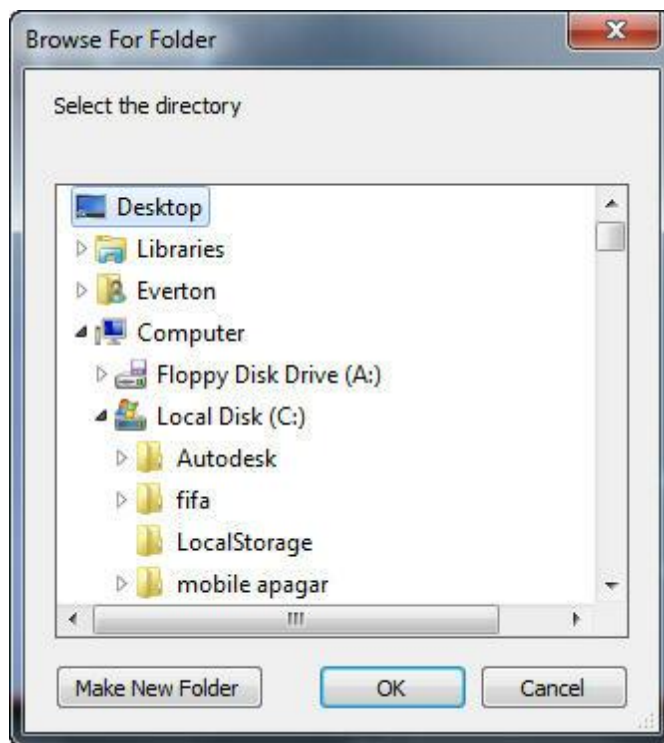 Browse For Folder
Select the directory
Desktop
Libraries
Everton
Computer
Floppy Disk Drive (A:)
Local Disk (C:)
Autodesk
fifa
LocalStorage
mobile apagar
Make New Folder
OK
Cancel